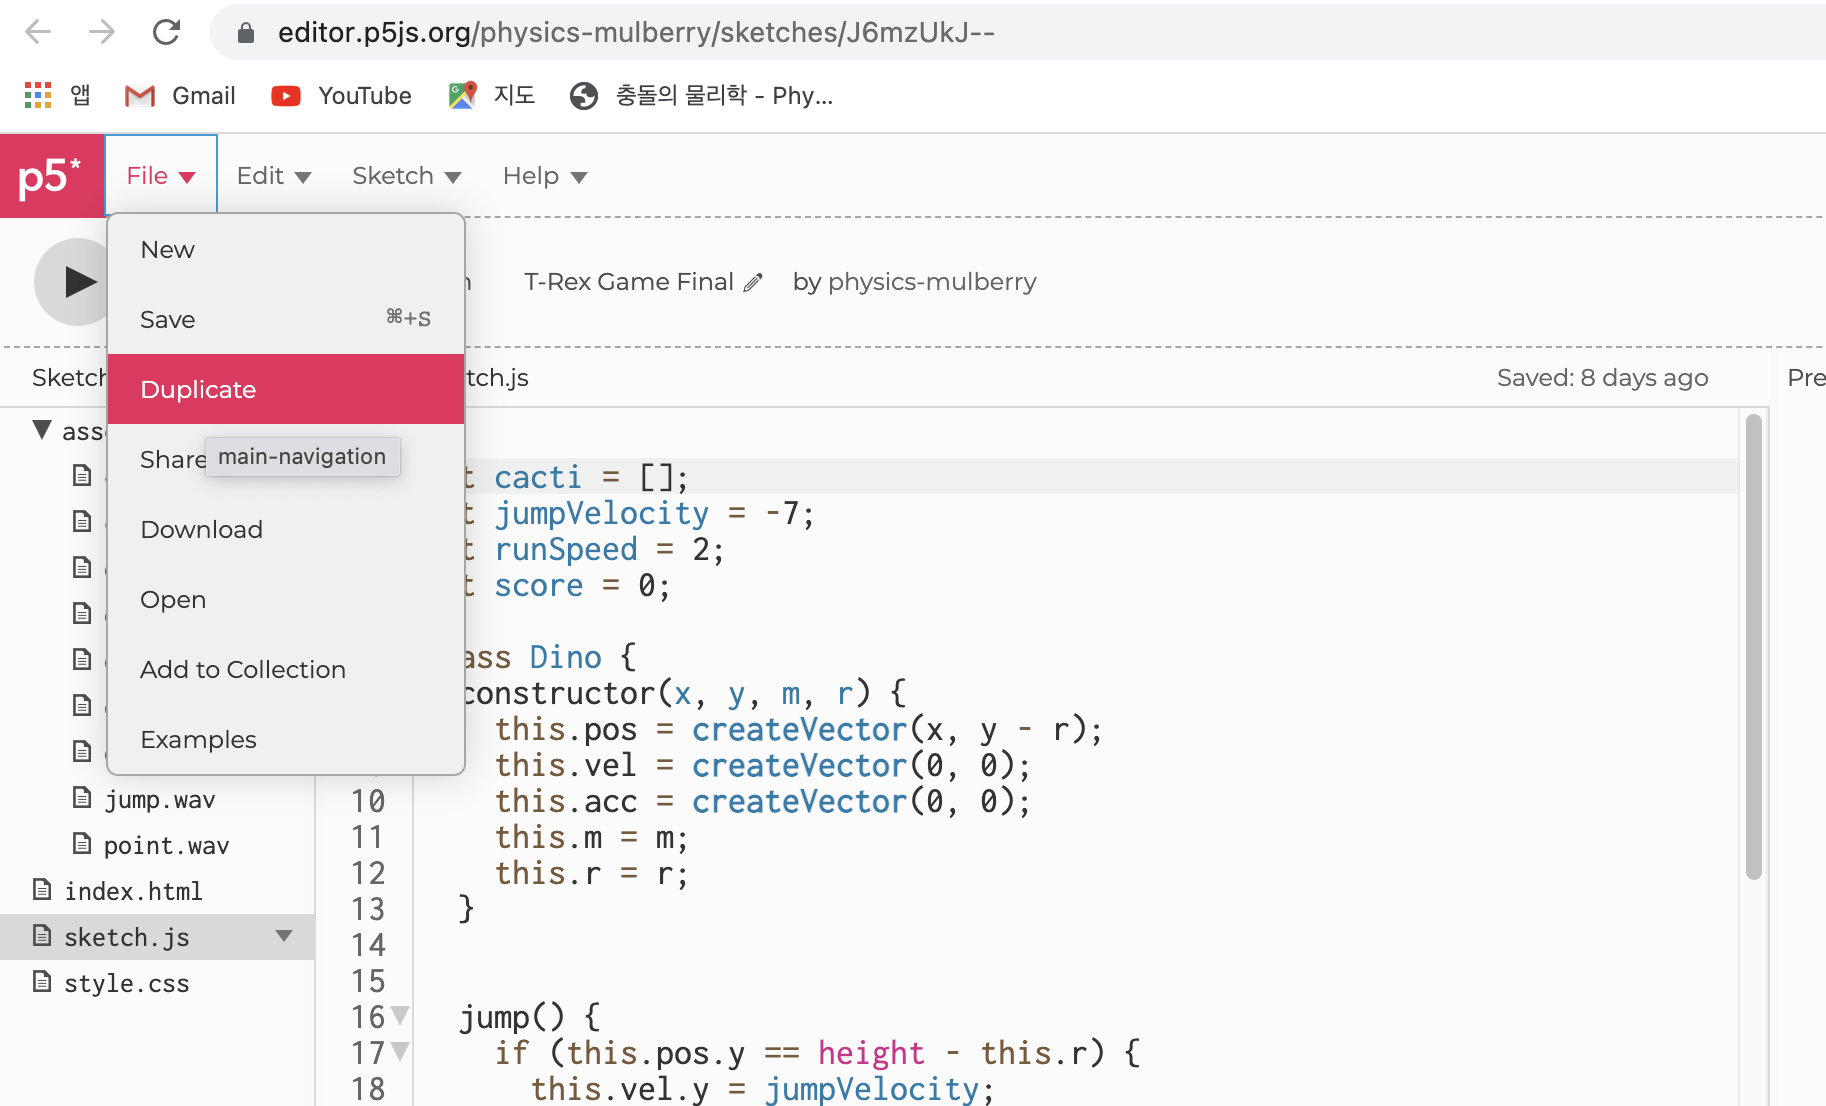 editor.p5js.org/physics-mulberry/sketches/J6mzUkJ--
앱 Gmail YouTube 지도 충돌의 물리학 - Phy...
p5* File Edit Sketch Help
New
Save ⌘+S
Duplicate
Share
main-navigation
Download
Open
Add to Collection
Examples
T-Rex Game Final by physics-mulberry
Sketch
tch.js Saved: 8 days ago Pre
ass
jump.wav
point.wav
index.html
sketch.js
style.css
t cacti = [];
t jumpVelocity = -7;
t runSpeed = 2;
t score = 0;
ass Dino {
constructor(x, y, m, r) {
this.pos = createVector(x, y - r);
this.vel = createVector(0, 0);
10 this.acc = createVector(0, 0);
11 this.m = m;
12 this.r = r;
13 }
14
15
16 jump() {
17 if (this.pos.y == height - this.r) {
18 this.vel.y = jumpVelocity;